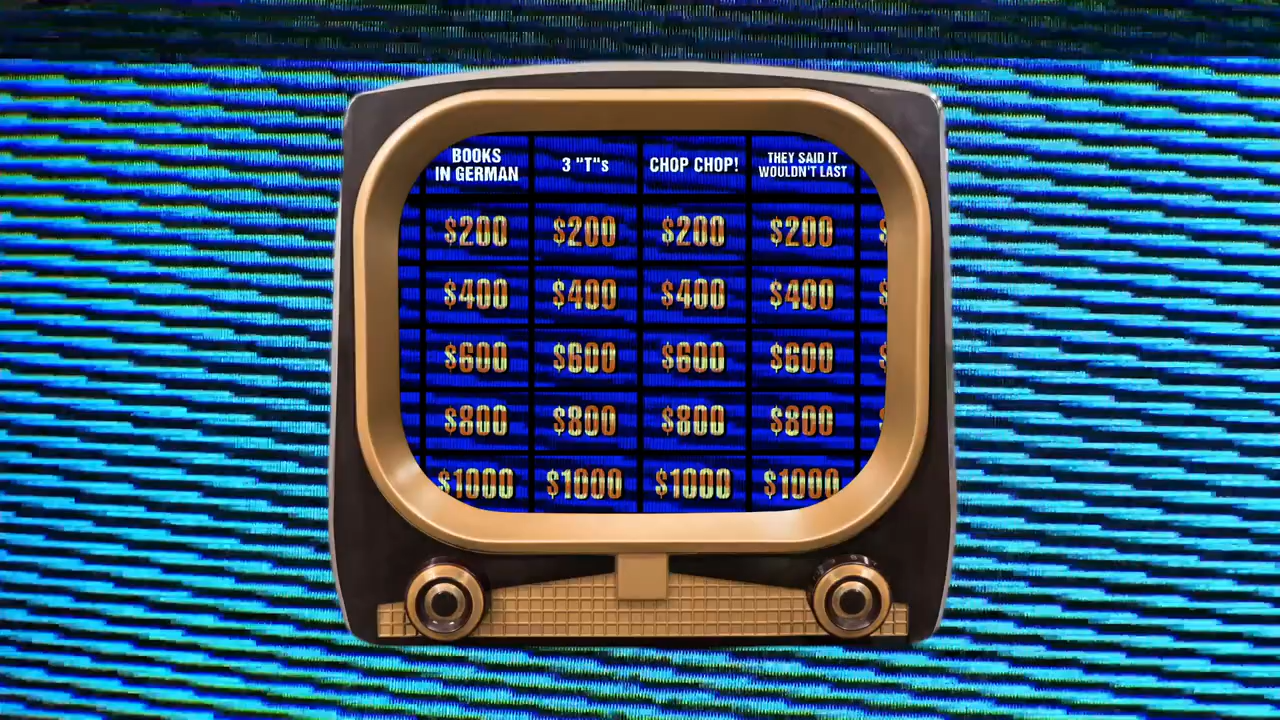 BOOKS
IN GERMAN
3 "T"s
CHOP CHOP!
THEY SAID IT
WOULDN'T LAST
$200 $200 $200 $200
$400 $400 $400 $400
$600 $600 $600 $600
$800 $800 $800 $800
$1000 $1000 $1000 $1000